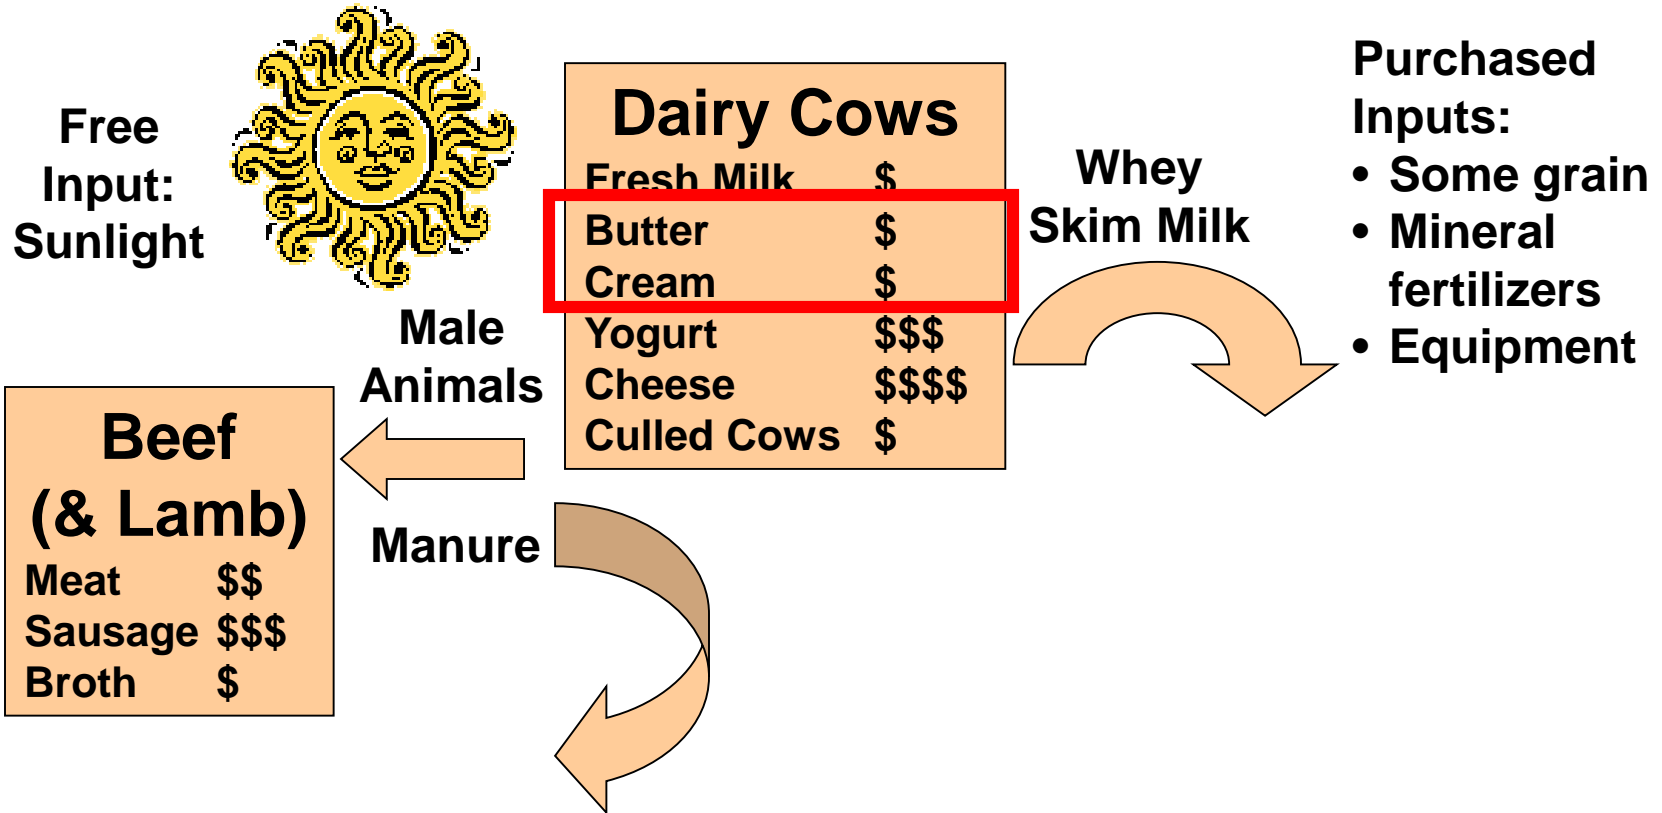 Free
Input:
Sunlight
Dairy Cows
Fresh Milk $
Butter $
Cream $
Yogurt $$$
Cheese $$$$
Culled Cows $
Whey
Skim Milk
Purchased
Inputs:
• Some grain
• Mineral
fertilizers
• Equipment
Male
Animals
Beef
(& Lamb)
Meat $$
Sausage $$$
Broth $
Manure